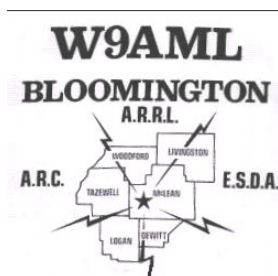 W9AML
BLOOMINGTON
A.R.R.L.
WOODFORD
LIVINGSTON
A.R.C.
E.S.D.A.
TAZEWELL
McLEAN
LOGAN
DEWITT